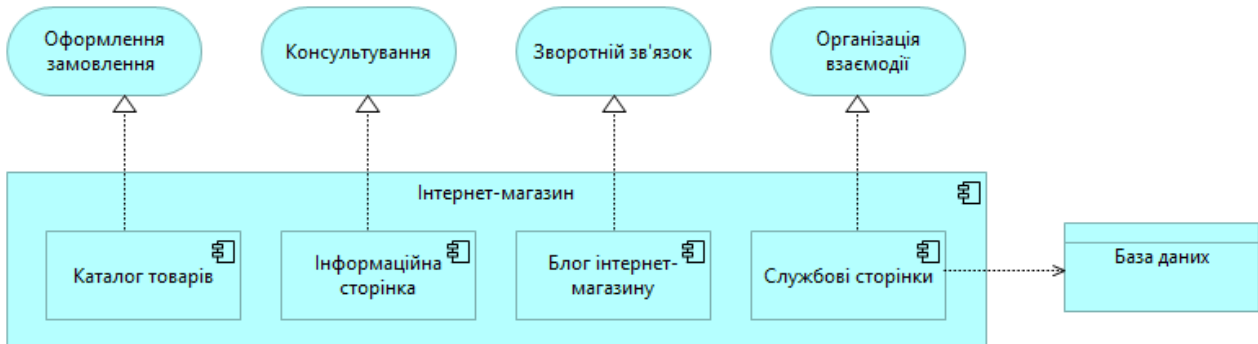 Оформлення
замовлення
Консультування
Зворотній зв'язок
Організація
взаємодії
Інтернет-магазин
Каталог товарів
Інформаційна
сторінка
Блог інтернет-
магазину
Службові сторінки
База даних